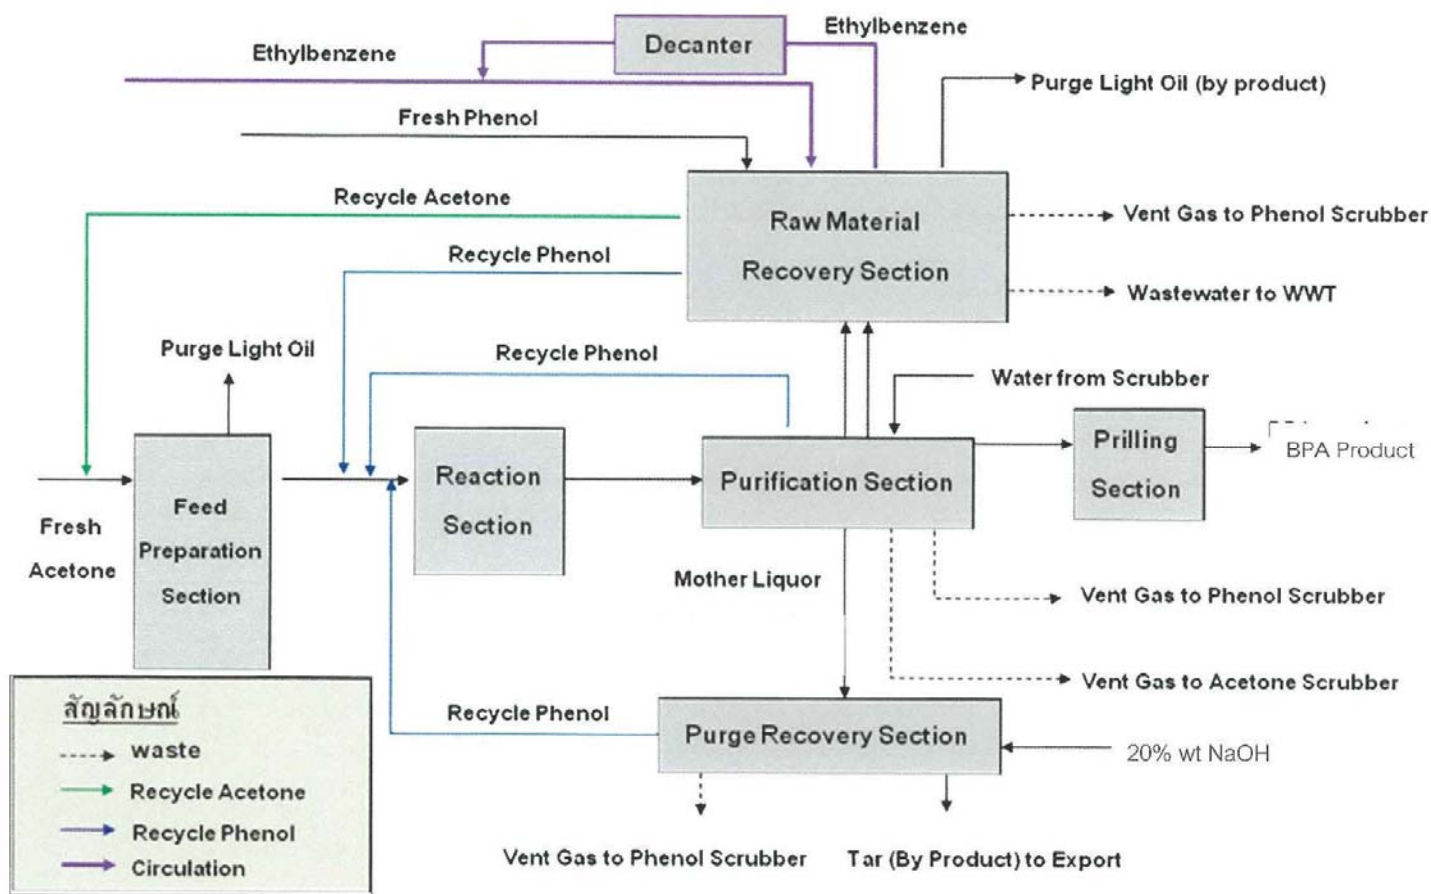 Ethylbenzene
Decanter
Ethylbenzene
Purge Light Oil (by product)
Fresh Phenol
Recycle Acetone
Raw Material
Recovery Section
Vent Gas to Phenol Scrubber
Recycle Phenol
Wastewater to WWT
Purge Light Oil
Recycle Phenol
Water from Scrubber
Fresh
Acetone
Feed
Preparation
Section
Reaction
Section
Purification Section
Prilling
Section
BPA Product
Mother Liquor
Vent Gas to Phenol Scrubber
Vent Gas to Acetone Scrubber
Recycle Phenol
Purge Recovery Section
20% wt NaOH
Vent Gas to Phenol Scrubber
Tar (By Product) to Export
สัญลักษณ์
waste
Recycle Acetone
Recycle Phenol
Circulation